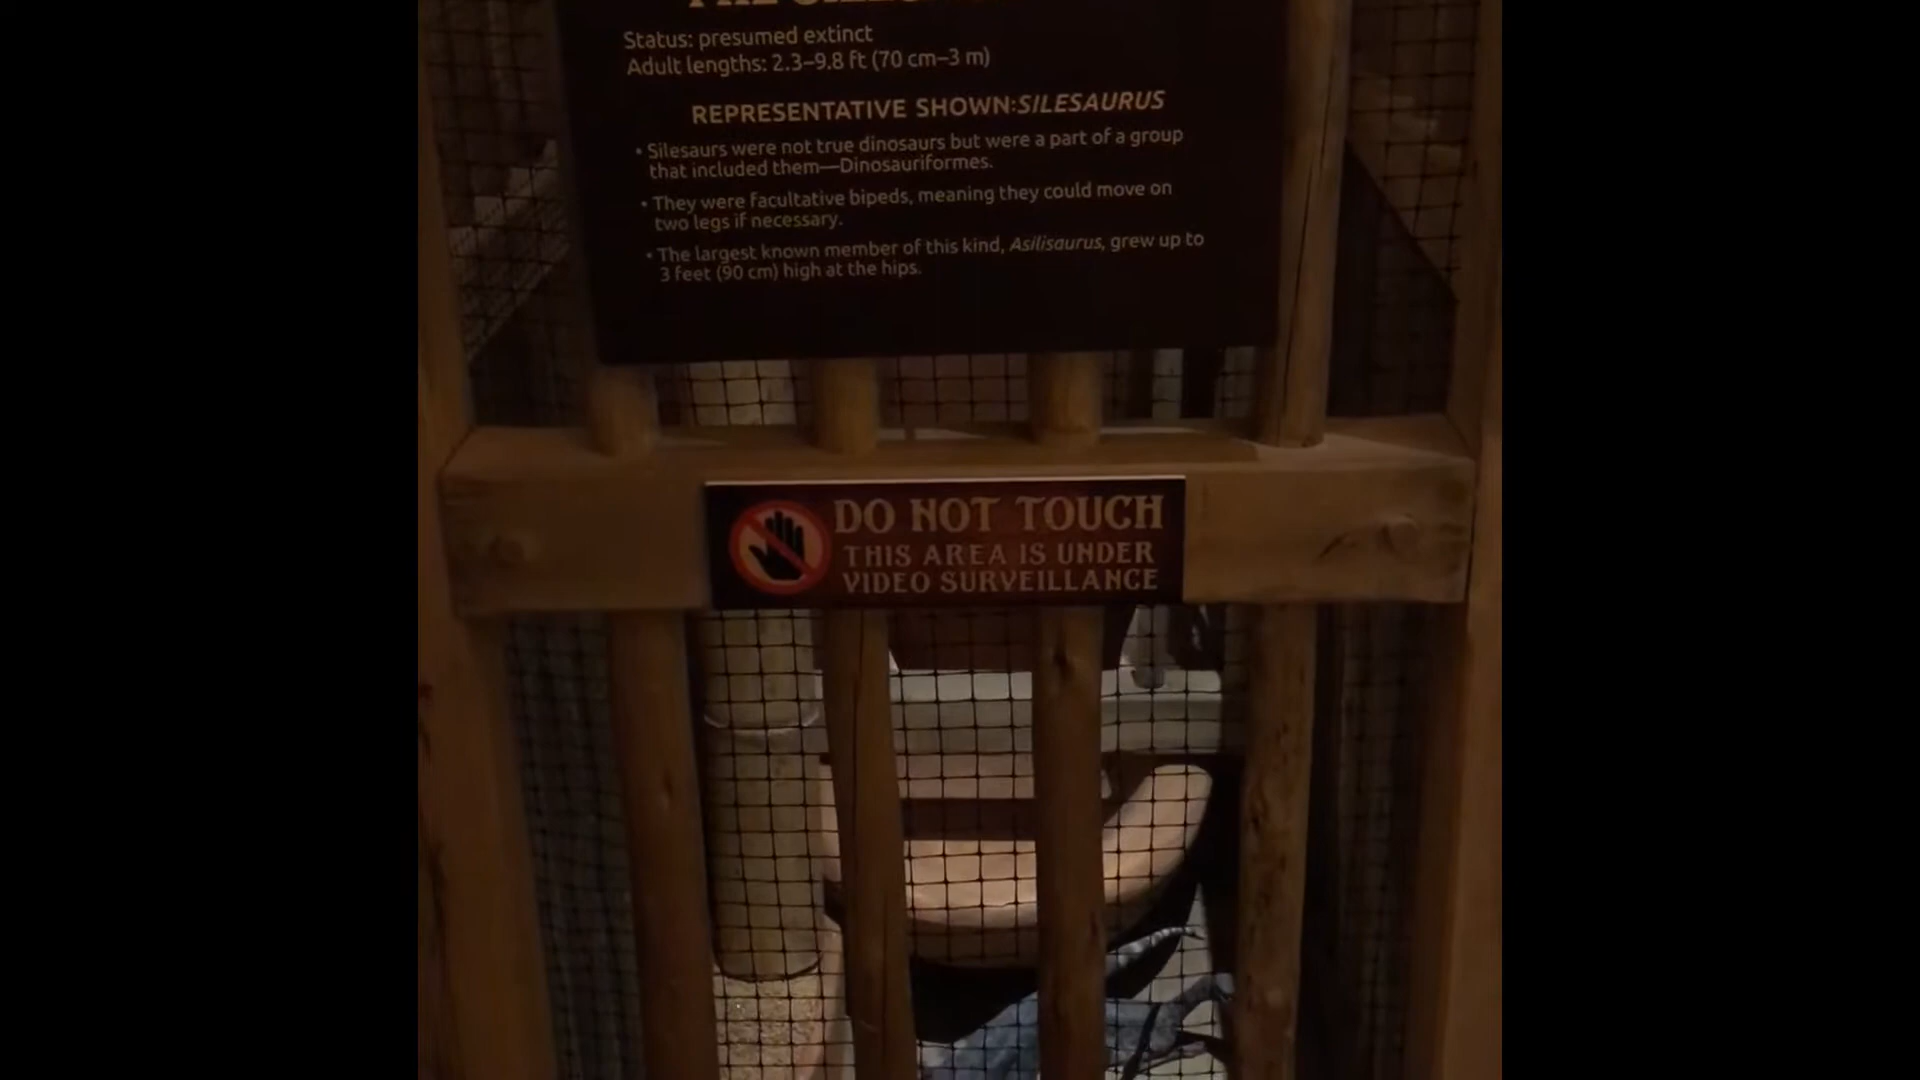 Status: presumed extinct
Adult lengths: 2.3–9.8 ft (70 cm–3 m)
REPRESENTATIVE SHOWN: SILESAURUS
• Silesaurs were not true dinosaurs but were a part of a group
that included them—Dinosauriformes.
• They were facultative bipeds, meaning they could move on
two legs if necessary.
• The largest known member of this kind, Asilisaurus, grew up to
3 feet (90 cm) high at the hips.
DO NOT TOUCH
THIS AREA IS UNDER
VIDEO SURVEILLANCE